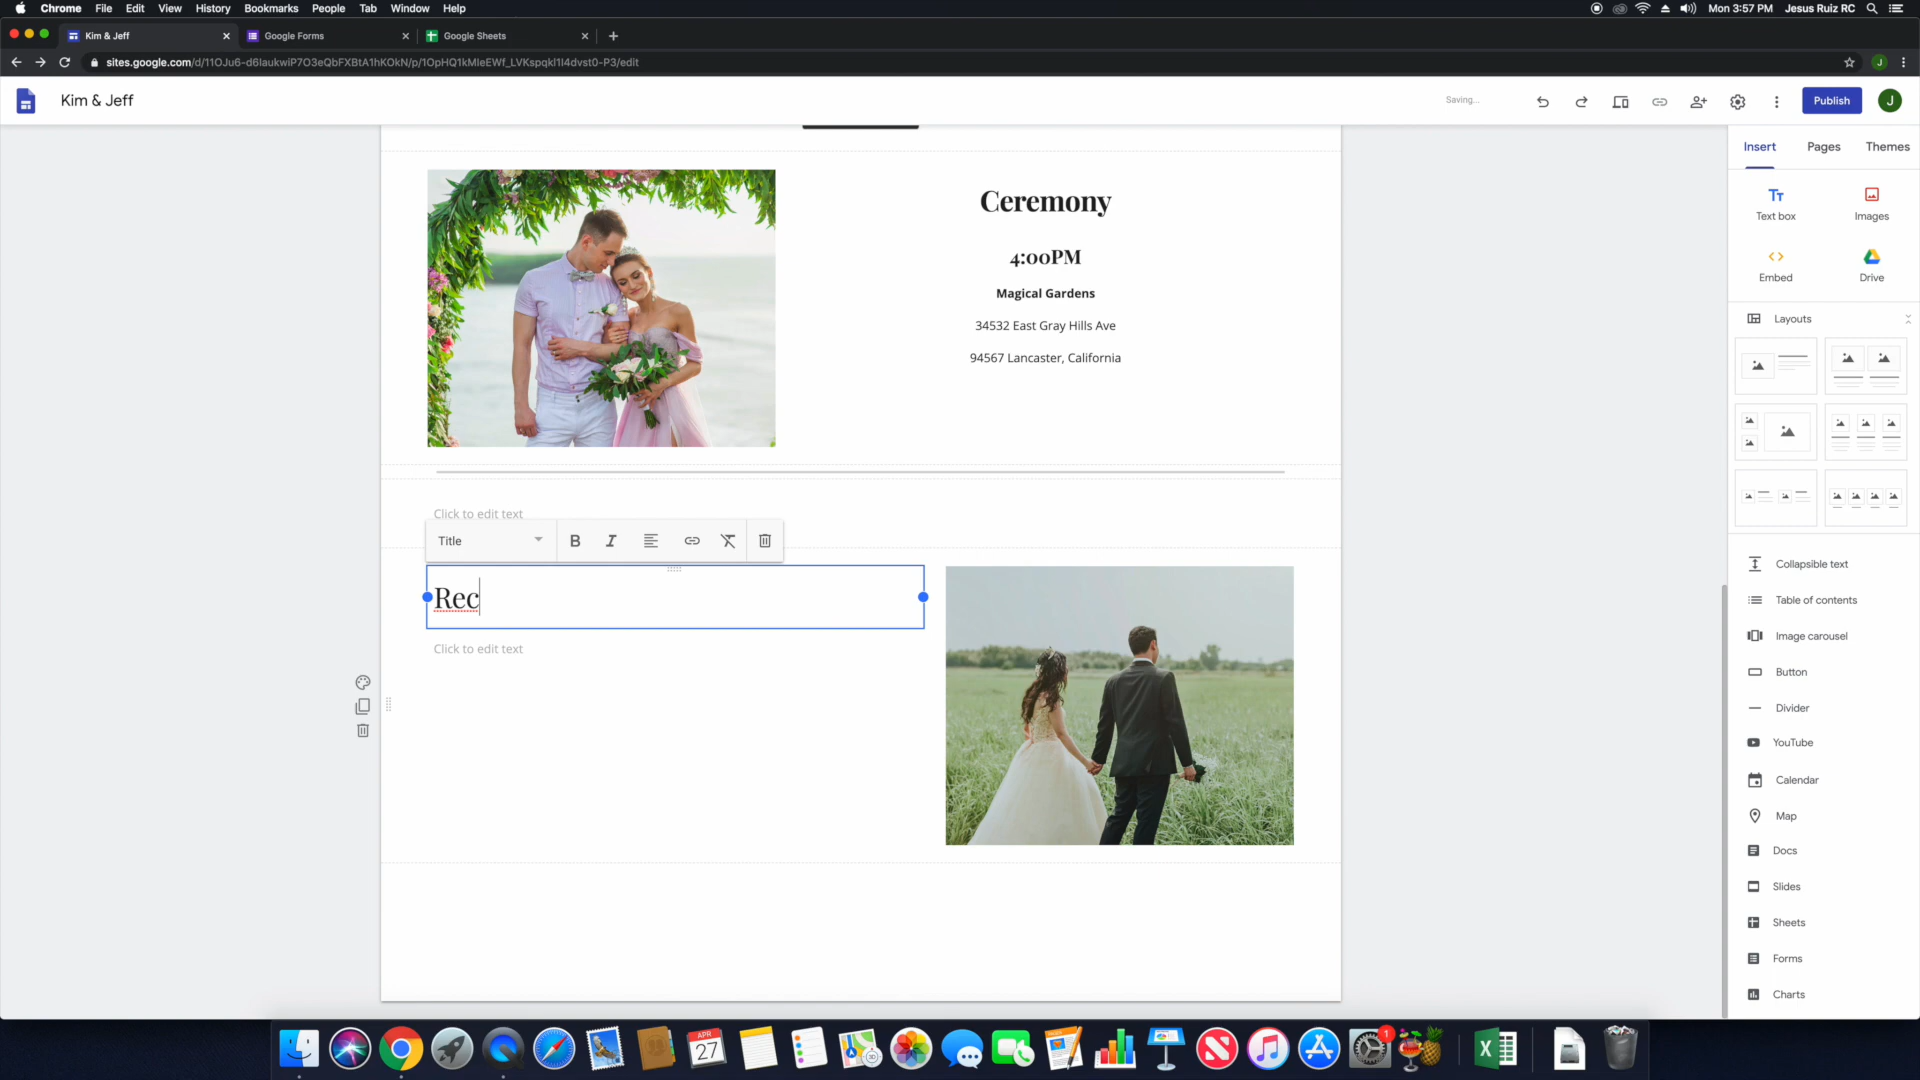 Chrome File Edit View History Bookmarks People Tab Window Help
Mon 3:57 PM Jesus Ruiz RC
Kim & Jeff
Google Forms
Google Sheets
sites.google.com/d/11OJu6-d6IaukwiP7O3eQbFXBtA1hKOkN/p/1OpHQ1kMIeEWf_LVKspqkl1I4dvst0-P3/edit
J
Kim & Jeff
Saving...
Publish
J
Insert Pages Themes
Text box
Images
Embed
Drive
Layouts
Collapsible text
Table of contents
Image carousel
Button
Divider
YouTube
Calendar
Map
Docs
Slides
Sheets
Forms
Charts
Ceremony
4:00PM
Magical Gardens
34532 East Gray Hills Ave
94567 Lancaster, California
Click to edit text
Title
B I
Rec
Click to edit text
APR
27
3D
1
X